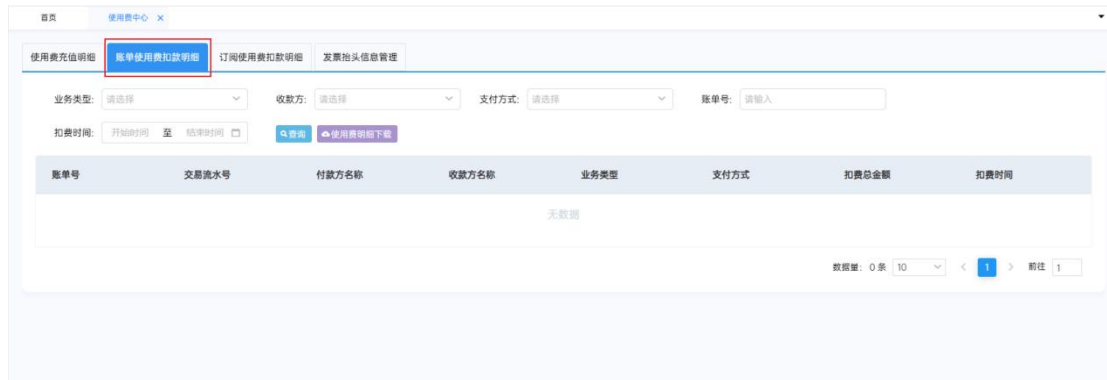 首页 使用费中心 ×
使用费充值明细 账单使用费扣款明细 订阅使用费扣款明细 发票抬头信息管理
业务类型: 请选择 收款方: 请选择 支付方式: 请选择 账单号: 请输入
扣费时间: 开始时间 至 结束时间 查询 使用费明细下载
账单号 交易流水号 付款方名称 收款方名称 业务类型 支付方式 扣费总金额 扣费时间
无数据
数据量: 0 条 10 < 1 > 前往 1